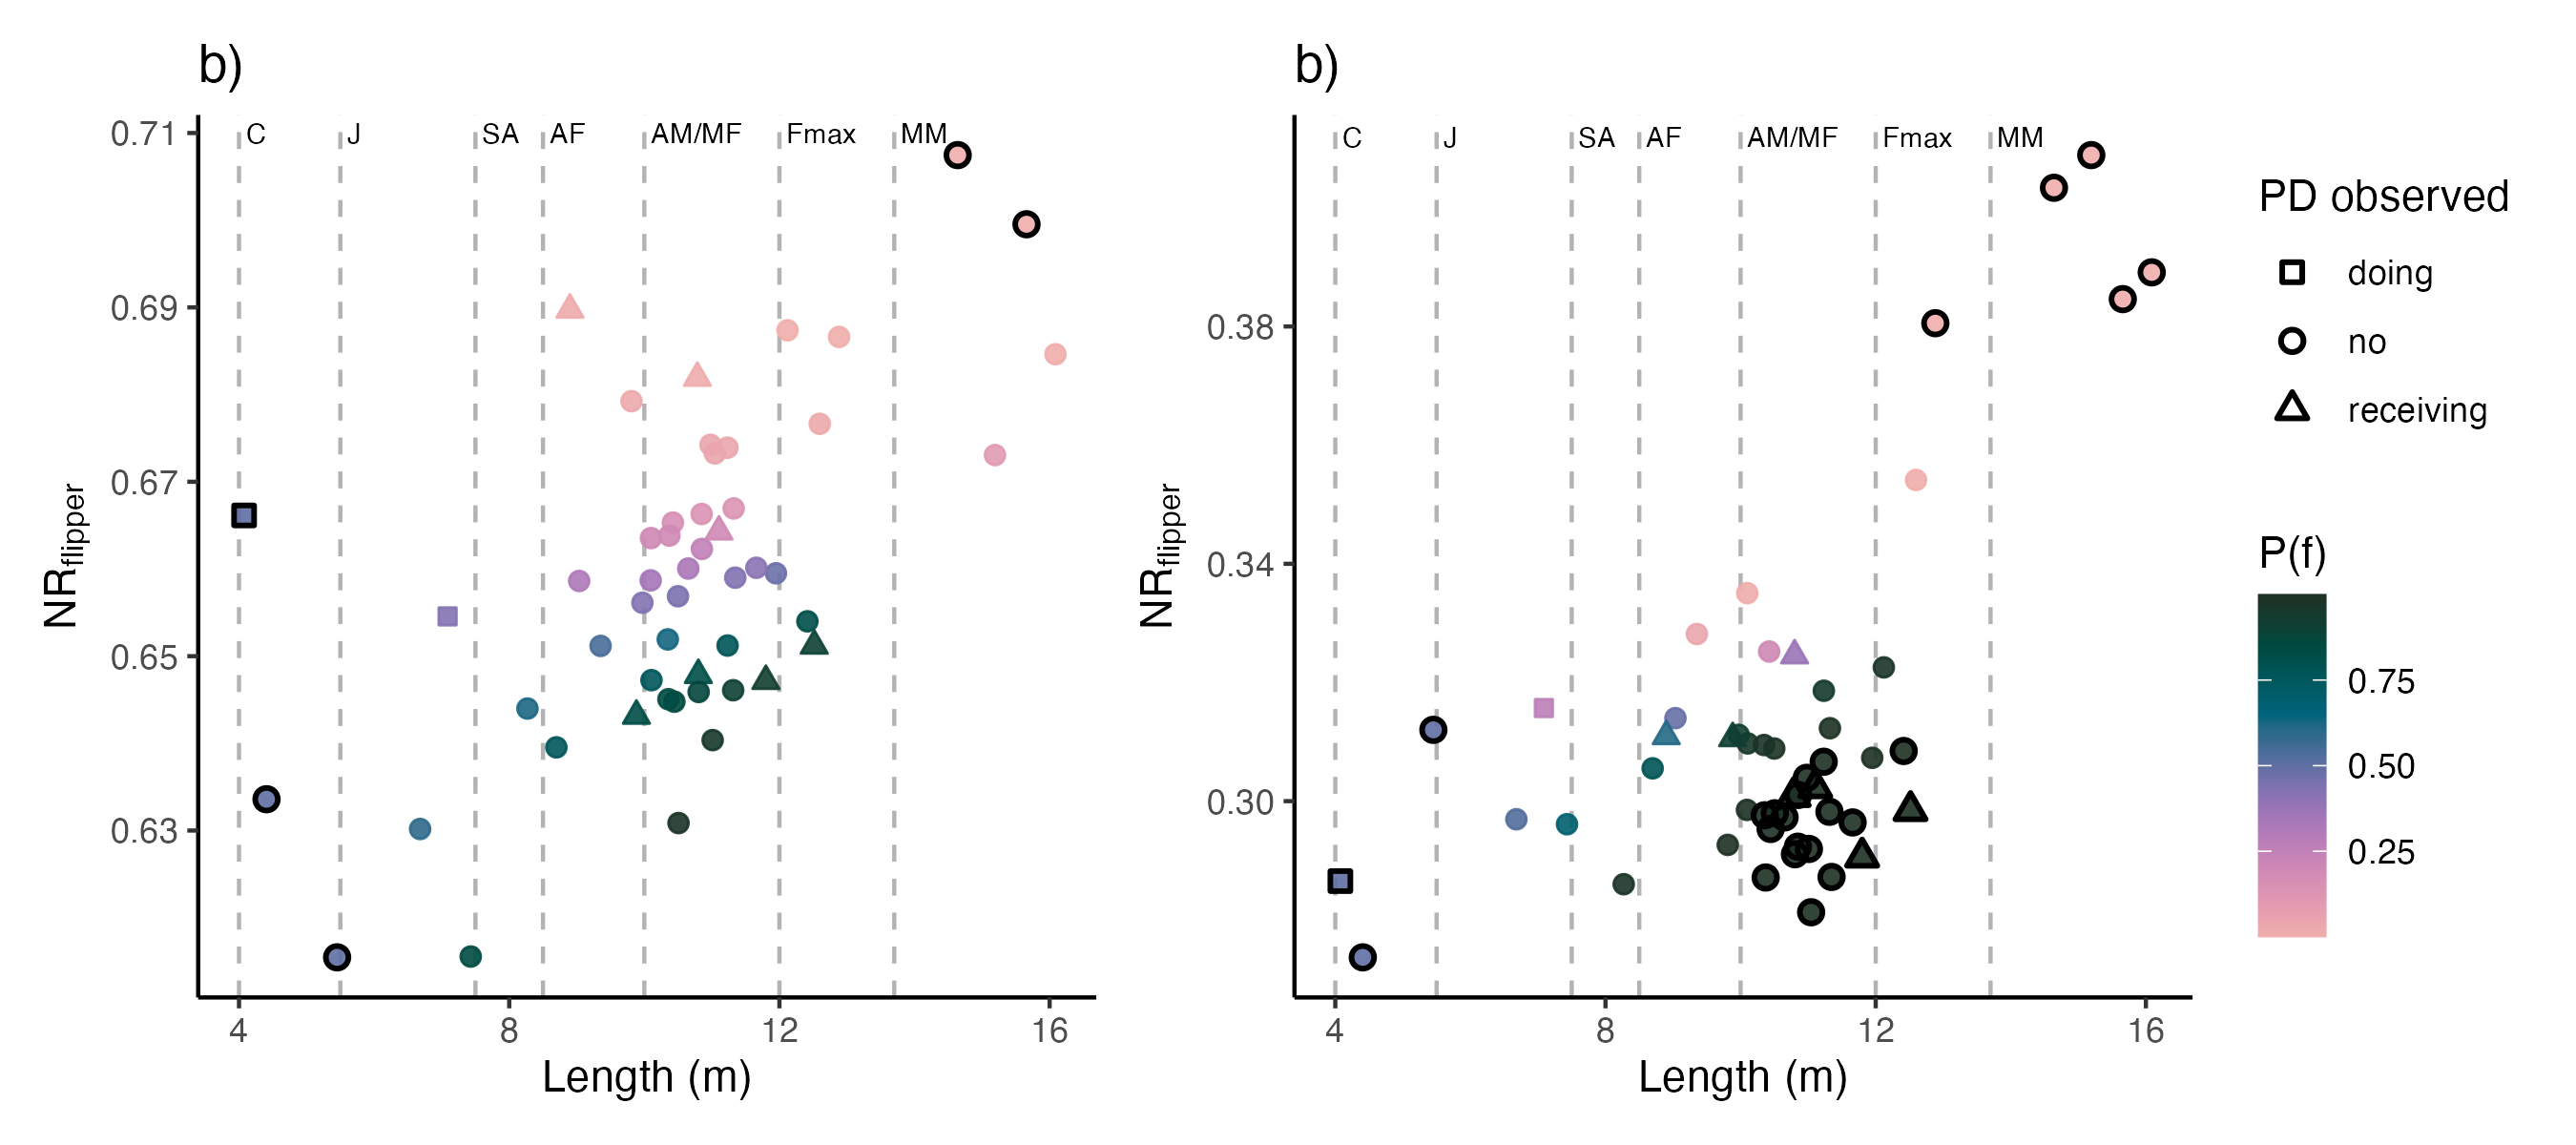 b)
C J SA AF AM/MF Fmax MM
0.71
0.69
0.67
0.65
0.63
NRflipper
4 8 12 16
Length (m)
b)
C J SA AF AM/MF Fmax MM
0.38
0.34
0.30
NRflipper
4 8 12 16
Length (m)
PD observed
doing
no
receiving
P(f)
0.75
0.50
0.25